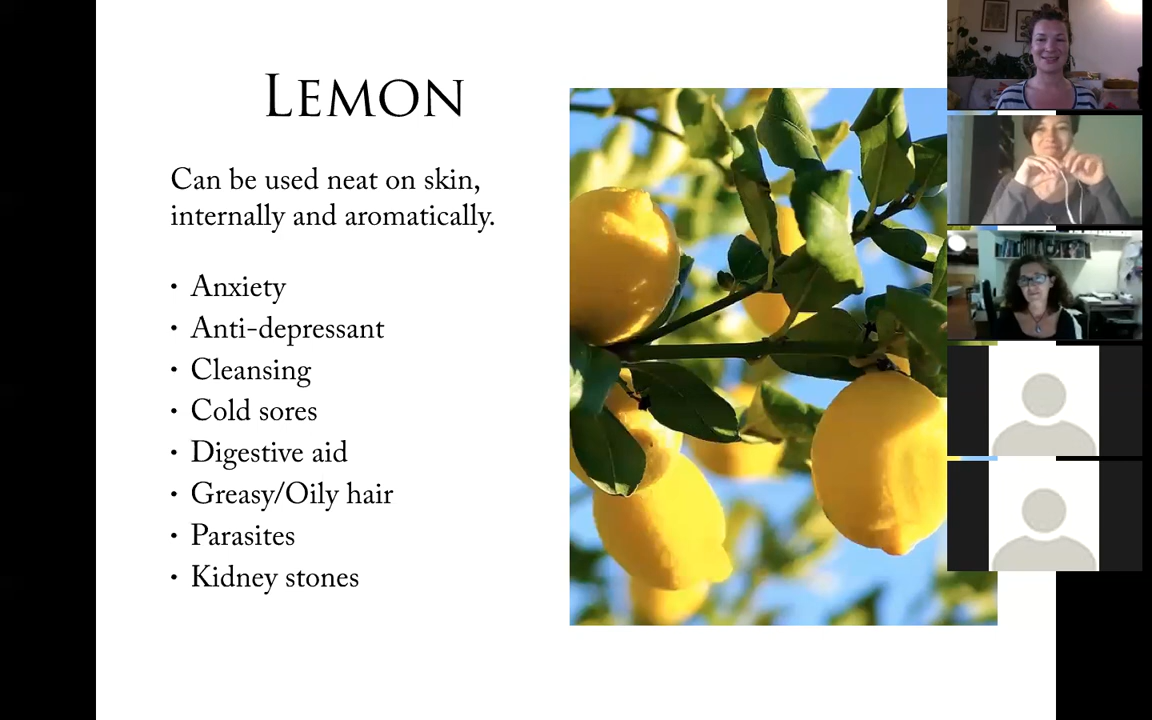 LEMON
Can be used neat on skin,
internally and aromatically.
• Anxiety
• Anti-depressant
• Cleansing
• Cold sores
• Digestive aid
• Greasy/Oily hair
• Parasites
• Kidney stones